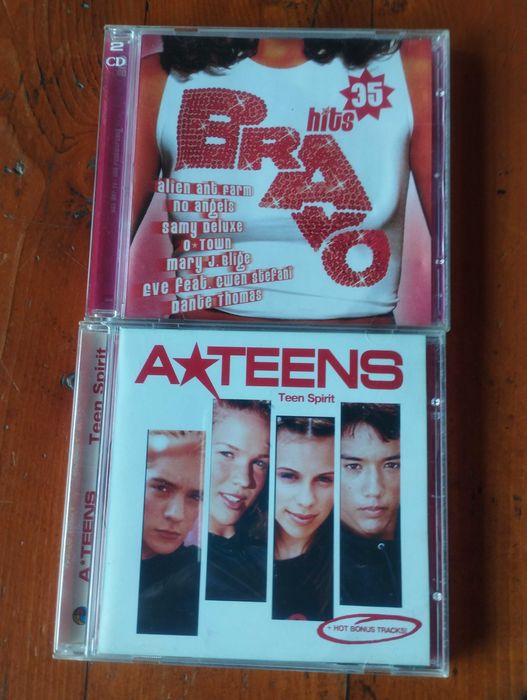 2
CD
hits 35
BRAVO
alien ant farm
no angels
samy deluxe
o★town
mary j. blige
eve feat. gwen stefani
dante thomas
A★TEENS
Teen Spirit
A★TEENS Teen Spirit
+ HOT BONUS TRACKS!